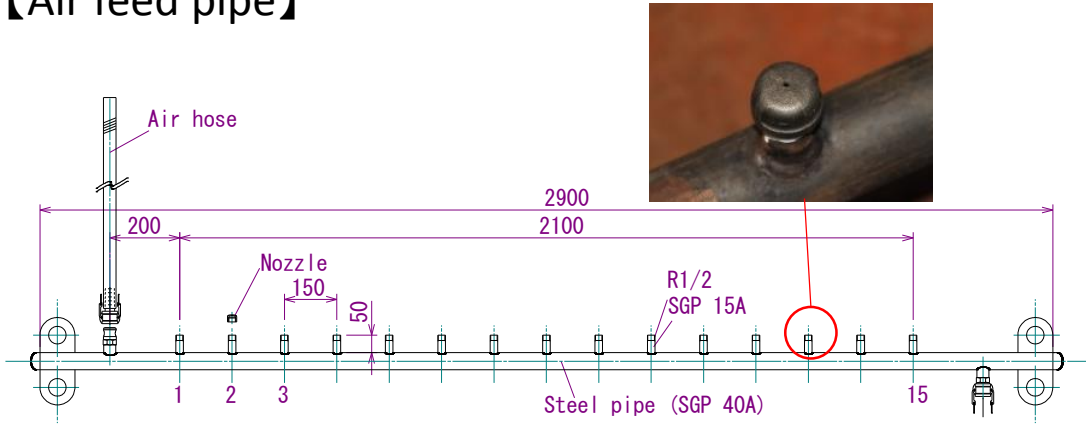 【Air feed pipe】
Air hose
2900
200
2100
Nozzle
150
50
R1/2
SGP 15A
1
2
3
15
Steel pipe (SGP 40A)